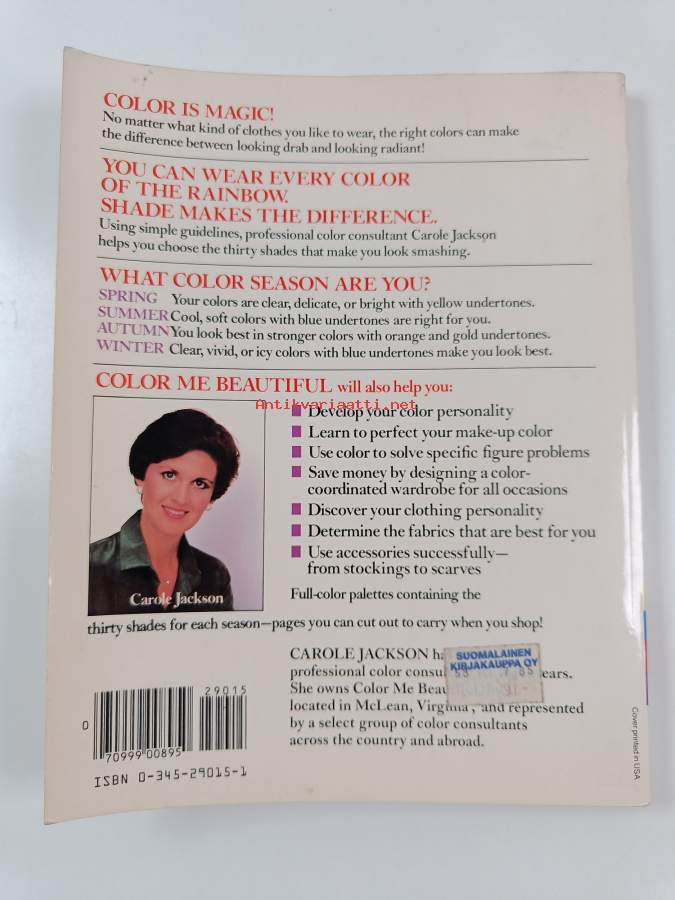 COLOR IS MAGIC!
No matter what kind of clothes you like to wear, the right colors can make
the difference between looking drab and looking radiant!
YOU CAN WEAR EVERY COLOR
OF THE RAINBOW.
SHADE MAKES THE DIFFERENCE.
Using simple guidelines, professional color consultant Carole Jackson
helps you choose the thirty shades that make you look smashing.
WHAT COLOR SEASON ARE YOU?
SPRING Your colors are clear, delicate, or bright with yellow undertones.
SUMMER Cool, soft colors with blue undertones are right for you.
AUTUMN You look best in stronger colors with orange and gold undertones.
WINTER Clear, vivid, or icy colors with blue undertones make you look best.
COLOR ME BEAUTIFUL will also help you:
Antikvariaatti.net
Develop your color personality
Learn to perfect your make-up color
Use color to solve specific figure problems
Save money by designing a color-
coordinated wardrobe for all occasions
Discover your clothing personality
Determine the fabrics that are best for you
Use accessories successfully—
from stockings to scarves
Carole Jackson
Full-color palettes containing the
thirty shades for each season—pages you can cut out to carry when you shop!
CAROLE JACKSON
professional color
She owns Color Me
located in McLean, Virginia, and represented
by a select group of color consultants
across the country and abroad.
SUOMALAINEN
KIRJAKAUPPA OY
29015
0
70999 00895
ISBN 0-345-29015-1
Cover printed in USA